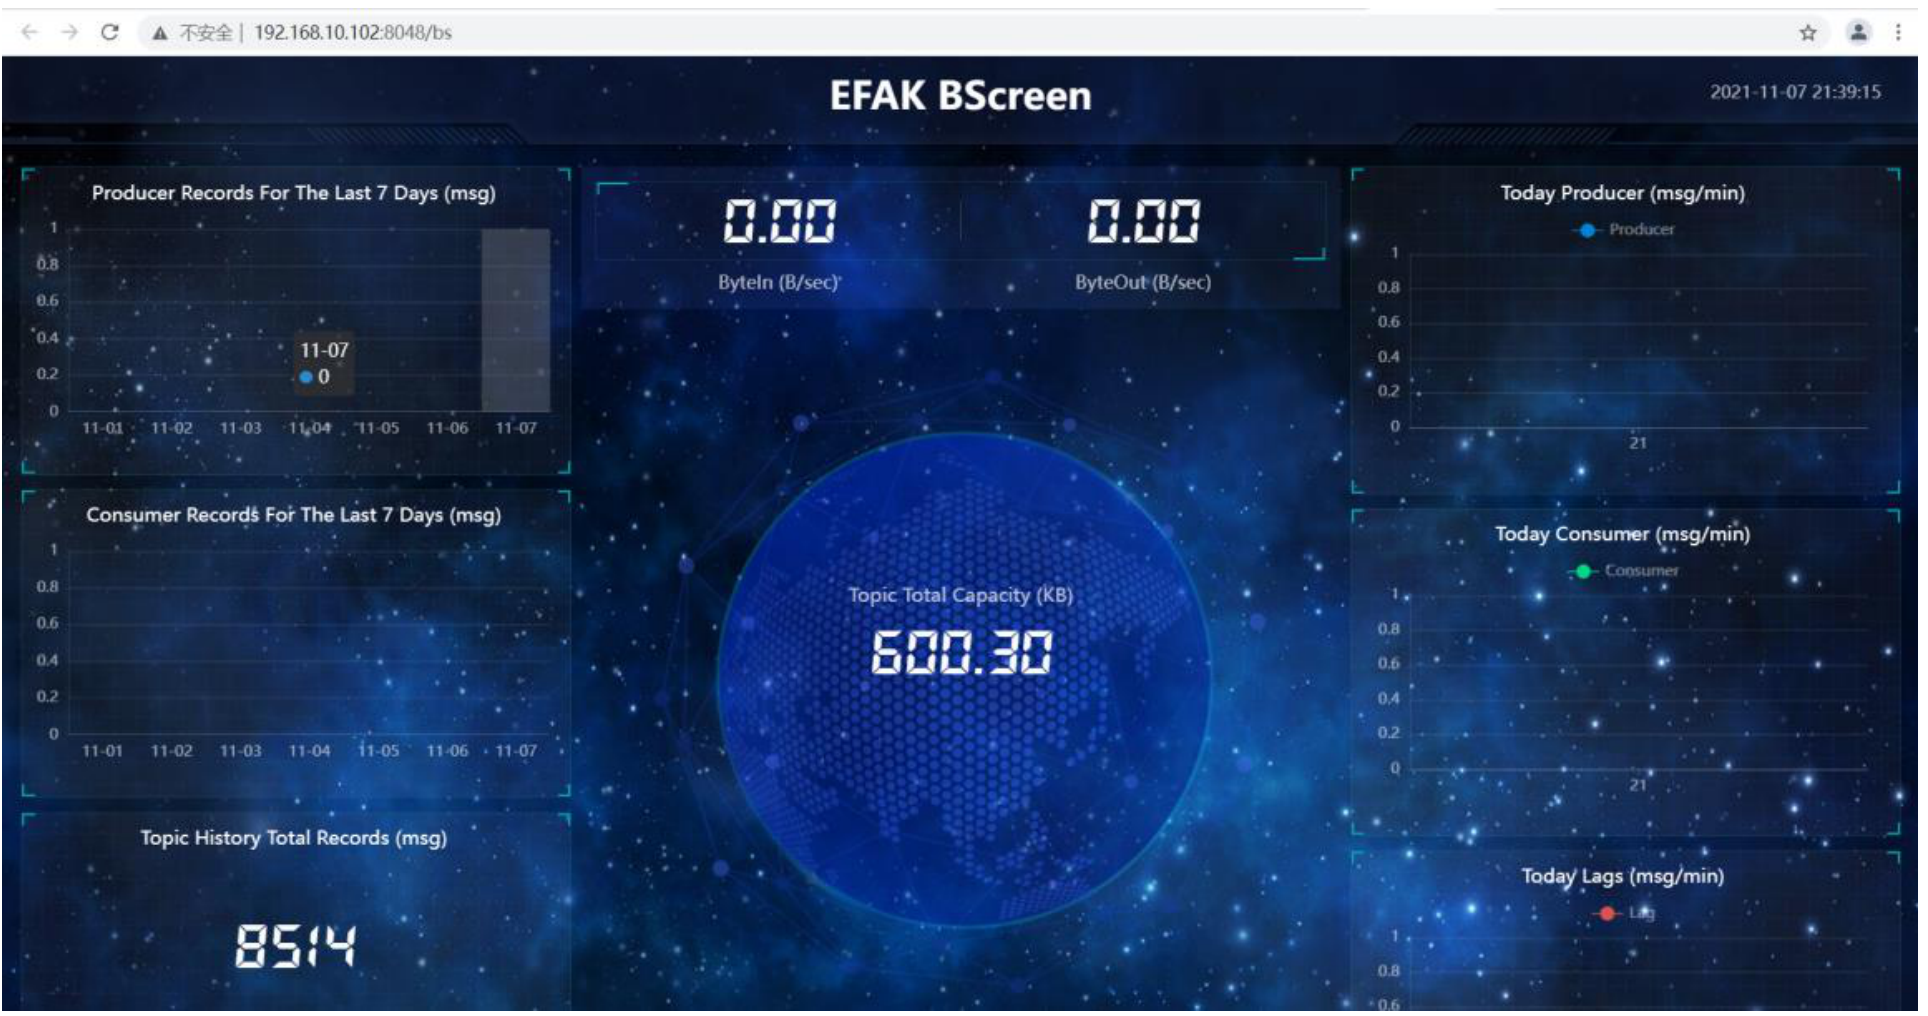 不安全 | 192.168.10.102:8048/bs
EFAK BScreen
2021-11-07 21:39:15
Producer Records For The Last 7 Days (msg)
1
0.8
0.6
0.4
0.2
0
11-07
0
11-01 11-02 11-03 11-04 11-05 11-06 11-07
Consumer Records For The Last 7 Days (msg)
1
0.8
0.6
0.4
0.2
0
11-01 11-02 11-03 11-04 11-05 11-06 11-07
Topic History Total Records (msg)
8514
0.00 0.00
ByteIn (B/sec) ByteOut (B/sec)
Topic Total Capacity (KB)
600.30
Today Producer (msg/min)
Producer
1
0.8
0.6
0.4
0.2
0
21
Today Consumer (msg/min)
Consumer
1
0.8
0.6
0.4
0.2
0
21
Today Lags (msg/min)
Lag
1
0.8
0.6